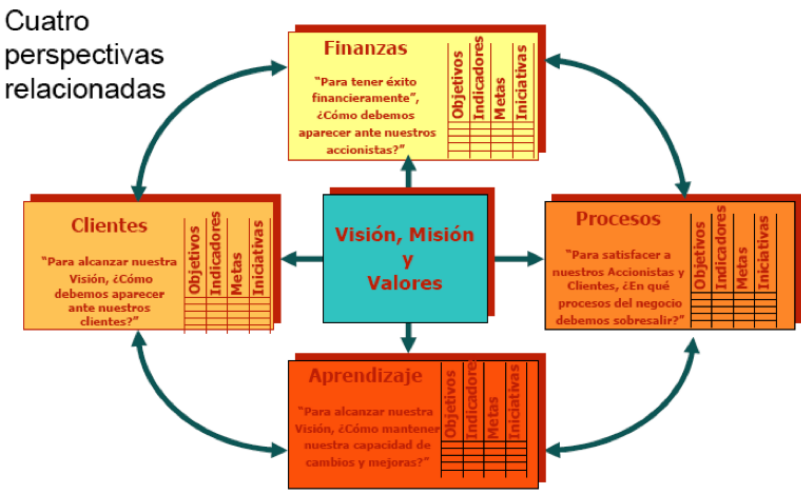 Cuatro
perspectivas
relacionadas
Finanzas
“Para tener éxito
financieramente”,
¿Cómo debemos
aparecer ante nuestros
accionistas?”
Objetivos
Indicadores
Metas
Iniciativas
Clientes
“Para alcanzar nuestra
Visión, ¿Cómo
debemos aparecer
ante nuestros
clientes?”
Objetivos
Indicadores
Metas
Iniciativas
Visión, Misión
y
Valores
Procesos
“Para satisfacer a
nuestros Accionistas y
Clientes, ¿En qué
procesos del negocio
debemos sobresalir?”
Objetivos
Indicadores
Metas
Iniciativas
Aprendizaje
“Para alcanzar nuestra
Visión, ¿Cómo mantener
nuestra capacidad de
cambios y mejoras?”
Objetivos
Indicadores
Metas
Iniciativas